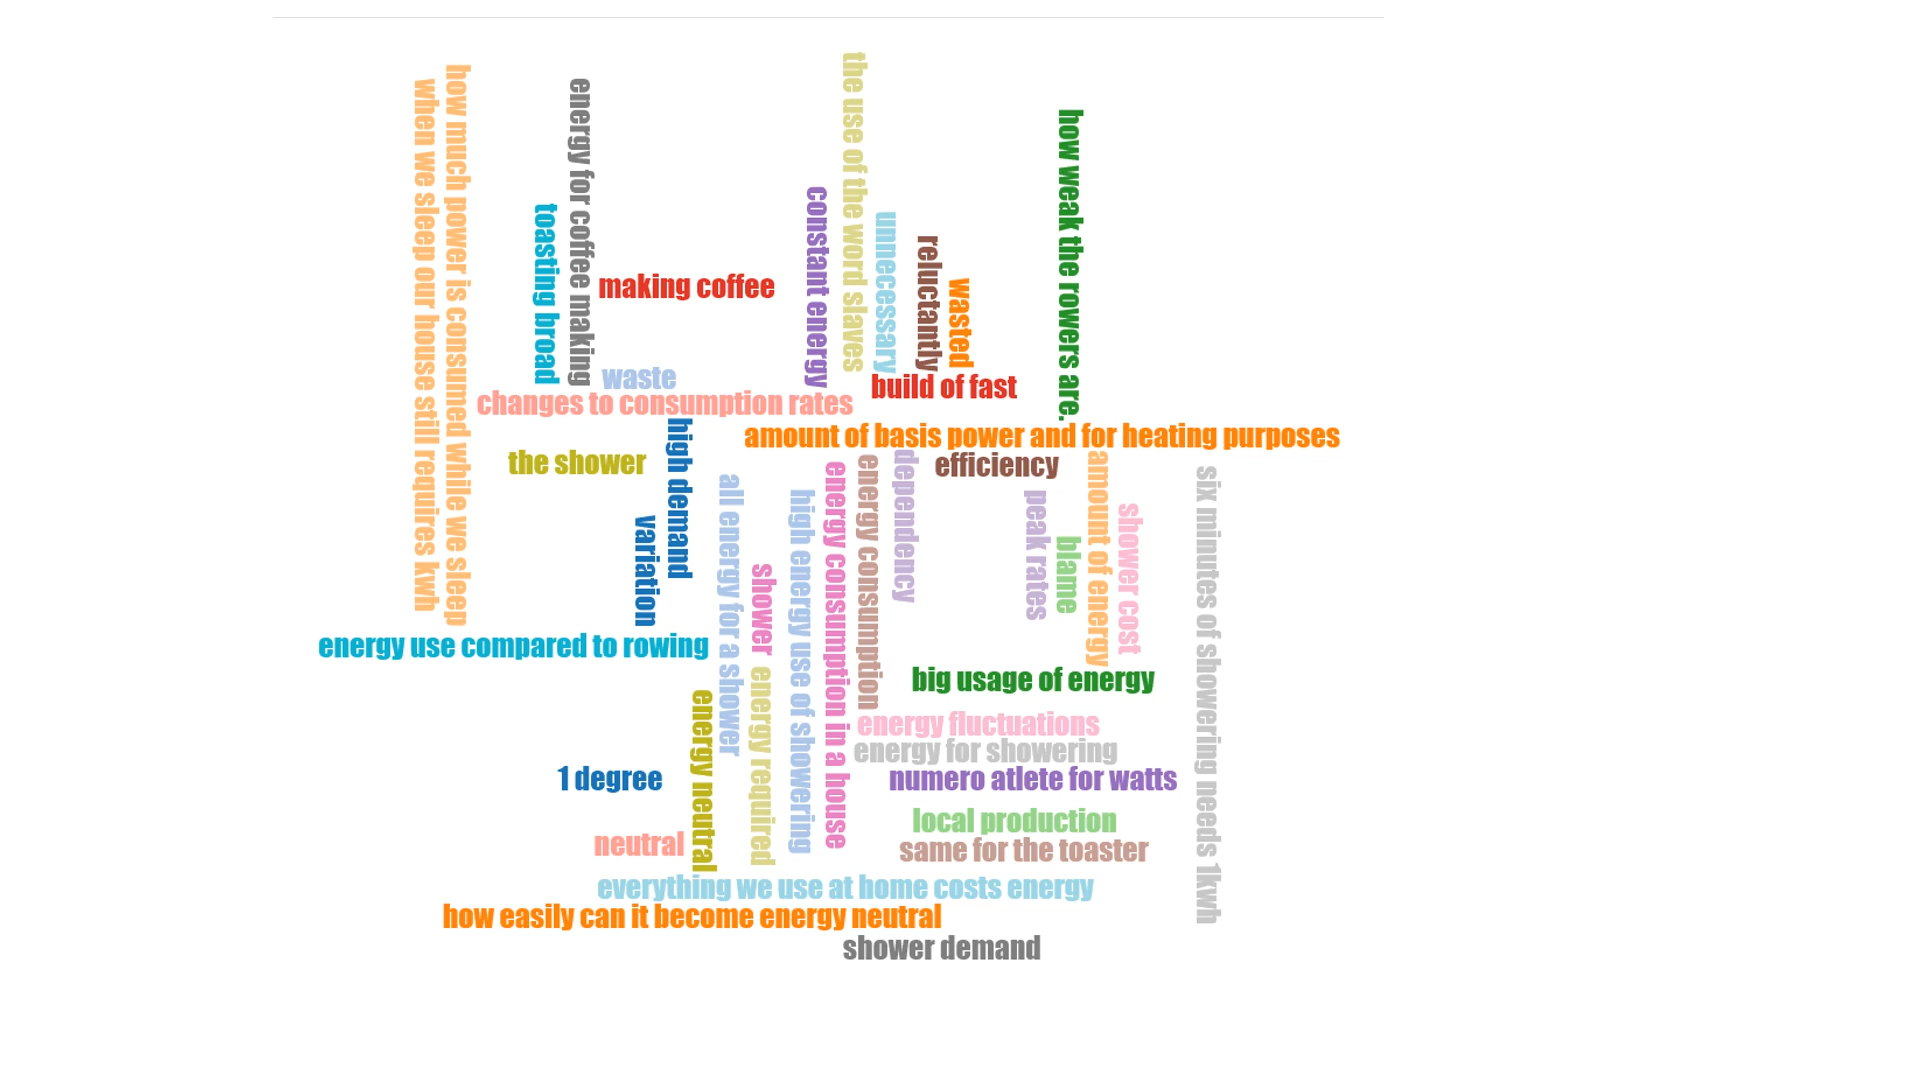 how much power is consumed while we sleep
when we sleep our house still requires kwh
energy for coffee making
toasting broad
making coffee
the use of the word slaves
constant energy
unnecessary
reluctantly
wasted
how weak the rowers are.
waste
build of fast
changes to consumption rates
amount of basis power and for heating purposes
the shower
high demand
variation
efficiency
dependency
energy consumption
energy consumption in a house
high energy use of showering
all energy for a shower
shower
peak rates
blame
amount of energy
shower cost
six minutes of showering needs 1kwh
energy use compared to rowing
energy required
energy neutral
big usage of energy
energy fluctuations
energy for showering
1 degree
numero atlete for watts
local production
neutral
same for the toaster
everything we use at home costs energy
how easily can it become energy neutral
shower demand